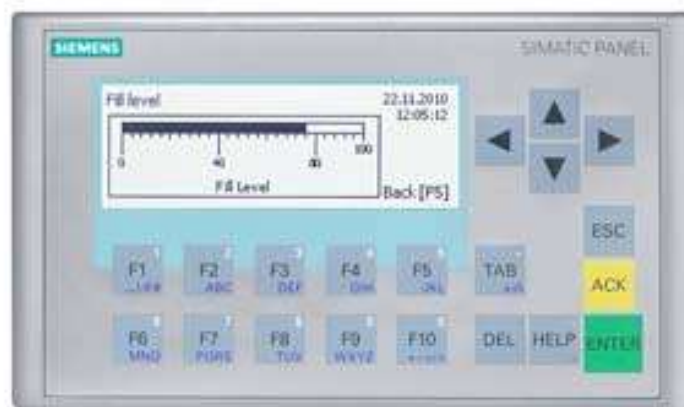 SIEMENS
SIMATIC PANEL
Fill level
22.11.2010
12:05:12
0 40 80 100
Fill Level
Back [F5]
ESC
F1 F2 F3 F4 F5 TAB
ABC DEF GHI JKL
ACK
F6 F7 F8 F9 F10 DEL HELP ENTER
MNO PQRS TUV WXYZ